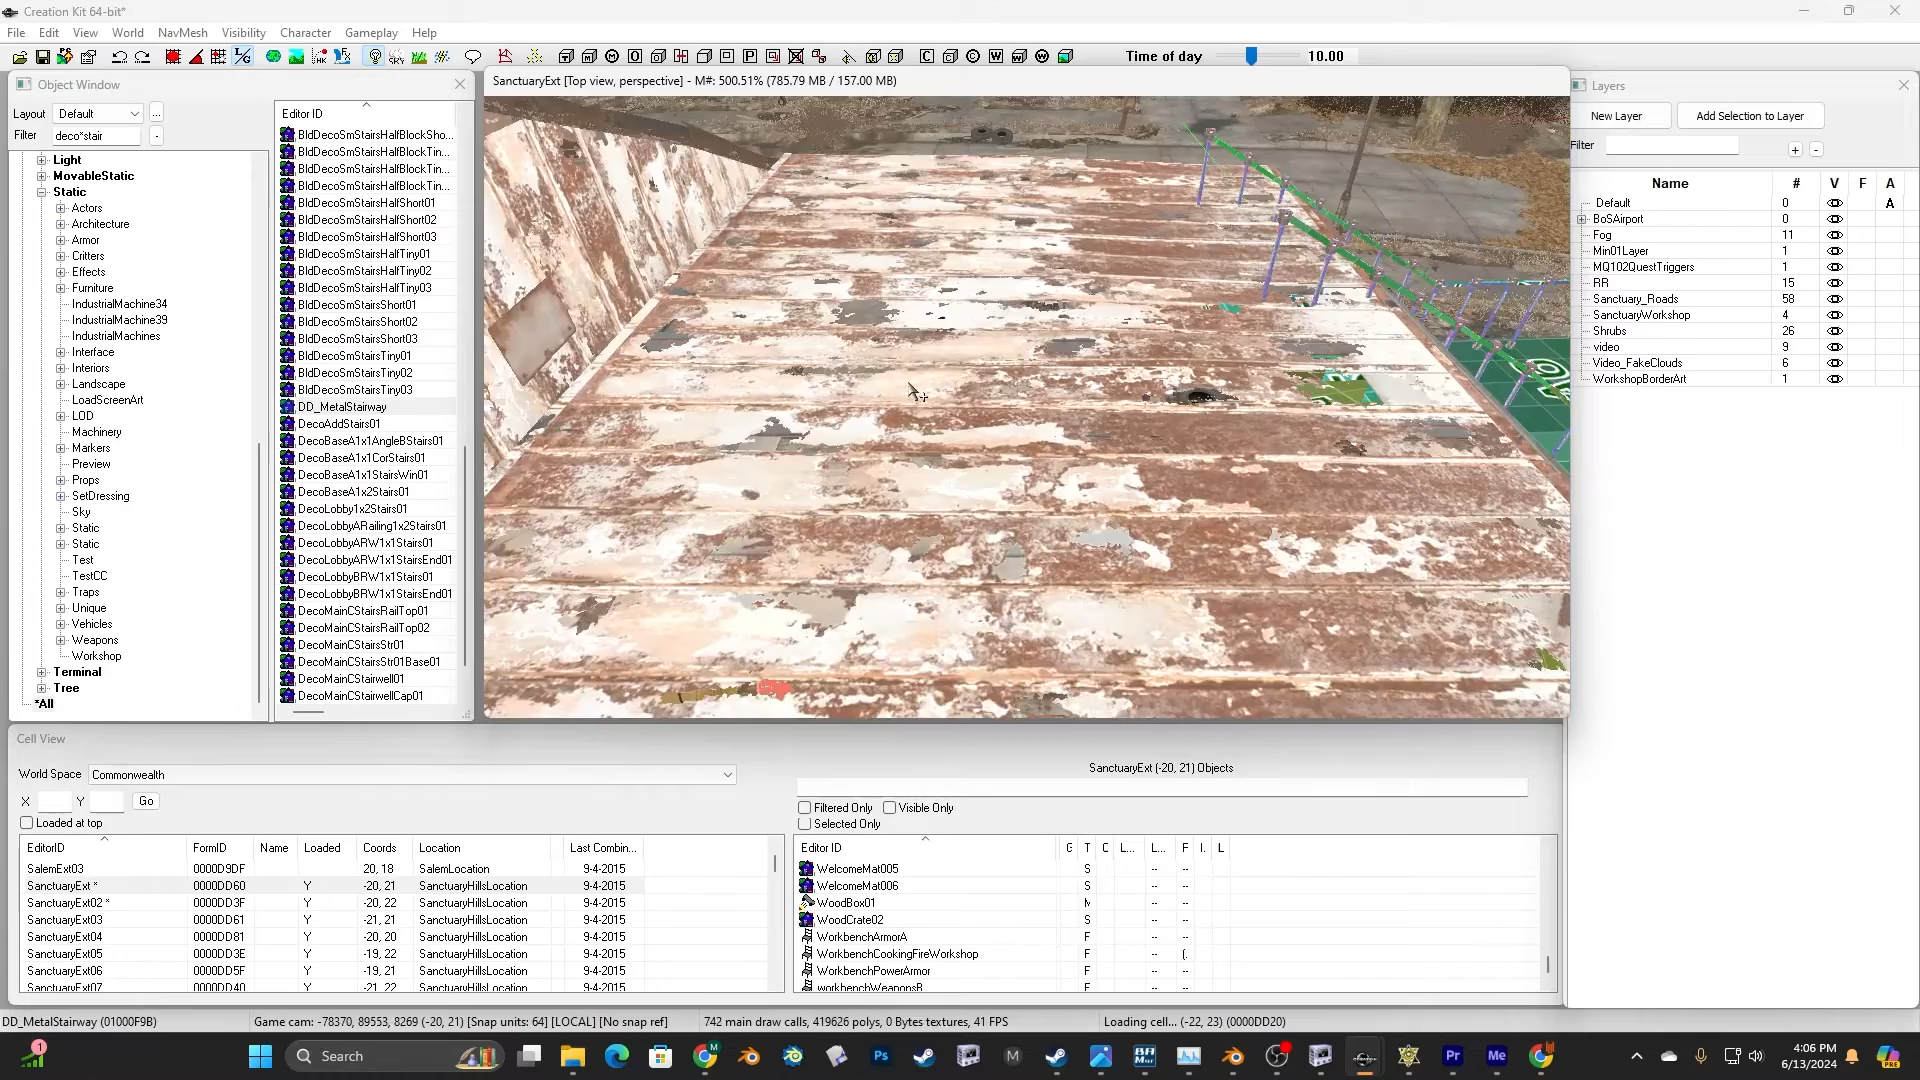 Creation Kit 64-bit*
File Edit View World NavMesh Visibility Character Gameplay Help
Time of day 10.00
Object Window
Layout Default ...
Filter deco*stair -
Light
MovableStatic
Static
Actors
Architecture
Armor
Critters
Effects
Furniture
IndustrialMachine34
IndustrialMachine39
IndustrialMachines
Interface
Interiors
Landscape
LoadScreenArt
LOD
Machinery
Markers
Preview
Props
SetDressing
Sky
Static
Static
Test
TestCC
Traps
Unique
Vehicles
Weapons
Workshop
Terminal
Tree
*All
Editor ID
BldDecoSmStairsHalfBlockSho...
BldDecoSmStairsHalfBlockTin...
BldDecoSmStairsHalfBlockTin...
BldDecoSmStairsHalfBlockTin...
BldDecoSmStairsHalfShort01
BldDecoSmStairsHalfShort02
BldDecoSmStairsHalfShort03
BldDecoSmStairsHalfTiny01
BldDecoSmStairsHalfTiny02
BldDecoSmStairsHalfTiny03
BldDecoSmStairsShort01
BldDecoSmStairsShort02
BldDecoSmStairsShort03
BldDecoSmStairsTiny01
BldDecoSmStairsTiny02
BldDecoSmStairsTiny03
DD_MetalStairway
DecoAddStairs01
DecoBaseA1x1AngleBStairs01
DecoBaseA1x1CorStairs01
DecoBaseA1x1StairsWin01
DecoBaseA1x2Stairs01
DecoLobby1x2Stairs01
DecoLobbyARailing1x2Stairs01
DecoLobbyARW1x1Stairs01
DecoLobbyARW1x1StairsEnd01
DecoLobbyBRW1x1Stairs01
DecoLobbyBRW1x1StairsEnd01
DecoMainCStairsRailTop01
DecoMainCStairsRailTop02
DecoMainCStairsStr01
DecoMainCStairsStr01Base01
DecoMainCStairwell01
DecoMainCStairwellCap01
SanctuaryExt [Top view, perspective] - M#: 500.51% (785.79 MB / 157.00 MB)
Layers
New Layer Add Selection to Layer
Filter + -
Name # V F A
Default 0 A
BoSAirport 0
Fog 11
Min01Layer 1
MQ102QuestTriggers 1
RR 15
Sanctuary_Roads 58
SanctuaryWorkshop 4
Shrubs 26
video 9
Video_FakeClouds 6
WorkshopBorderArt 1
Cell View
World Space Commonwealth
X Y Go
Loaded at top
EditorID FormID Name Loaded Coords Location Last Combin...
SalemExt03 0000D9DF 20, 18 SalemLocation 9-4-2015
SanctuaryExt * 0000DD60 Y -20, 21 SanctuaryHillsLocation 9-4-2015
SanctuaryExt02 * 0000DD3F Y -20, 22 SanctuaryHillsLocation 9-4-2015
SanctuaryExt03 0000DD61 Y -21, 21 SanctuaryHillsLocation 9-4-2015
SanctuaryExt04 0000DD81 Y -20, 20 SanctuaryHillsLocation 9-4-2015
SanctuaryExt05 0000DD3E Y -19, 22 SanctuaryHillsLocation 9-4-2015
SanctuaryExt06 0000DD5F Y -19, 21 SanctuaryHillsLocation 9-4-2015
SanctuaryExt07 0000DD40 Y -21, 22 SanctuaryHillsLocation 9-4-2015
SanctuaryExt (-20, 21) Objects
Filtered Only Visible Only
Selected Only
Editor ID G T C L... L... F I. L
WelcomeMat005 S -- --
WelcomeMat006 S -- --
WoodBox01 -- --
WoodCrate02 S -- --
WorkbenchArmorA F -- --
WorkbenchCookingFireWorkshop F -- (.
WorkbenchPowerArmor F -- --
workbenchWeaponsB F -- --
DD_MetalStairway (01000F9B) Game cam: -78370, 89553, 8269 (-20, 21) [Snap units: 64] [LOCAL] [No snap ref] 742 main draw calls, 419626 polys, 0 Bytes textures, 41 FPS Loading cell... (-22, 23) (0000DD20)
1 Search 4:06 PM
6/13/2024